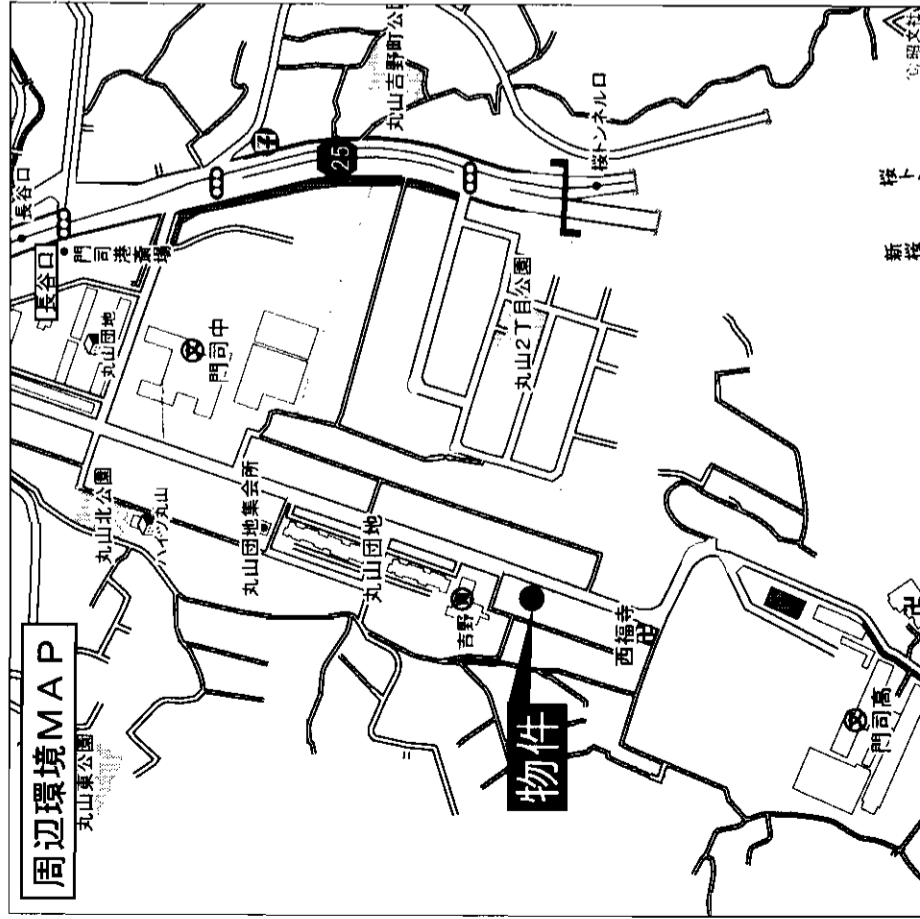 周辺環境MAP
丸山東公園
丸山北公園
ハイツ丸山
丸山団地
長谷口
長谷口
門司港斎場
門司中
丸山団地集会所
丸山団地
吉野
物件
西福寺
門司高
丸山2丁目公園
25
丸山吉野町公
桜トンネル口
桜ト
新桜